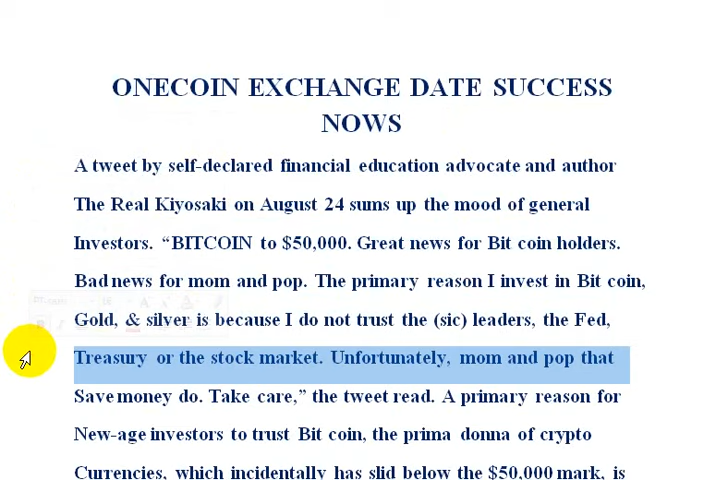 ONECOIN EXCHANGE DATE SUCCESS
NOWS
A tweet by self-declared financial education advocate and author
The Real Kiyosaki on August 24 sums up the mood of general
Investors. “BITCOIN to $50,000. Great news for Bit coin holders.
Bad news for mom and pop. The primary reason I invest in Bit coin,
Gold, & silver is because I do not trust the (sic) leaders, the Fed,
Treasury or the stock market. Unfortunately, mom and pop that
Save money do. Take care,” the tweet read. A primary reason for
New-age investors to trust Bit coin, the prima donna of crypto
Currencies, which incidentally has slid below the $50,000 mark, is